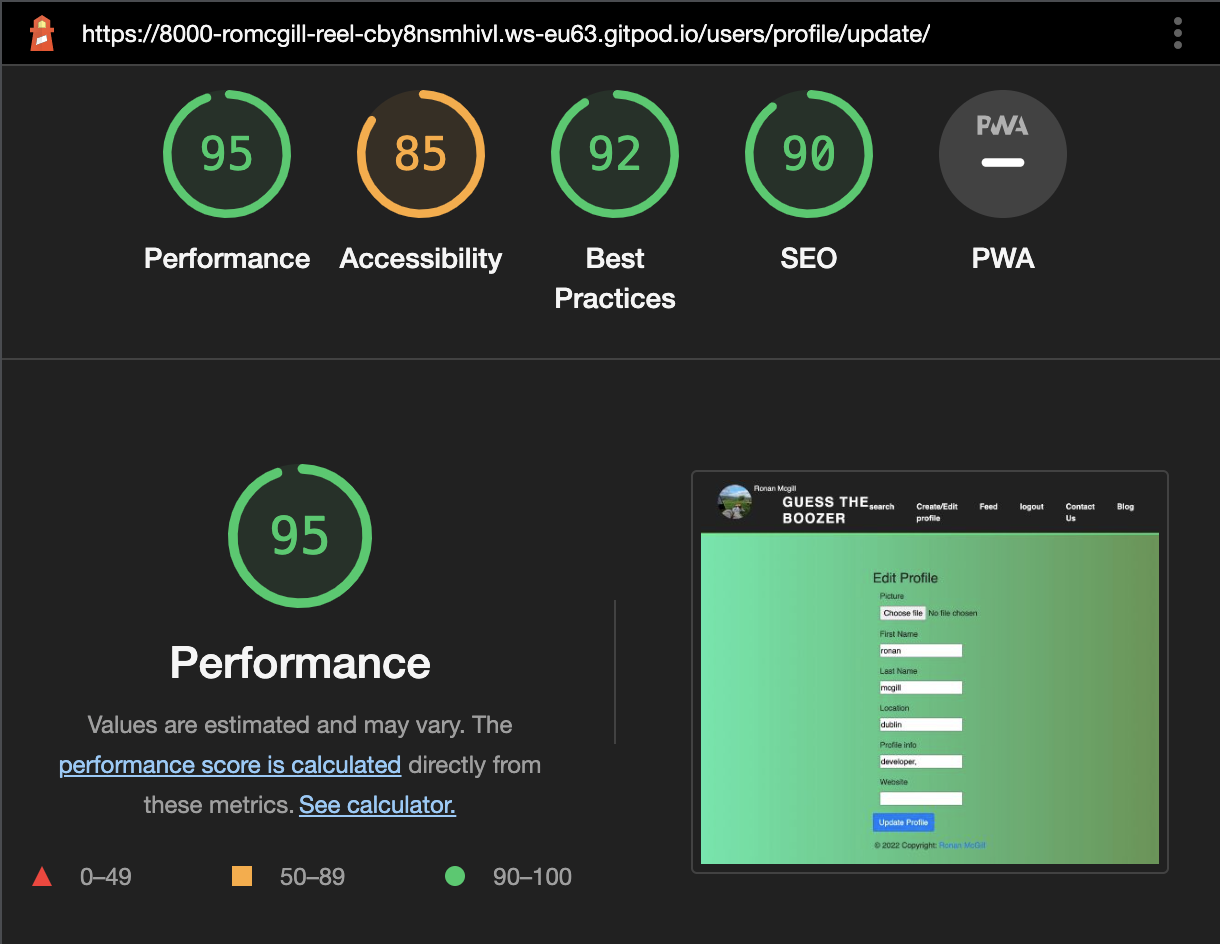 https://8000-romcgill-reel-cby8nsmhivl.ws-eu63.gitpod.io/users/profile/update/
95
85
92
90
PWA
Performance
Accessibility
Best
Practices
SEO
PWA
95
Performance
Values are estimated and may vary. The
performance score is calculated directly from
these metrics. See calculator.
0–49
50–89
90–100
Ronan Mcgill
GUESS THE
BOOZER
search
Create/Edit
profile
Feed
logout
Contact
Us
Blog
Edit Profile
Picture
Choose file No file chosen
First Name
ronan
Last Name
mcgill
Location
dublin
Profile info
developer,
Website
Update Profile
© 2022 Copyright: Ronan McGill